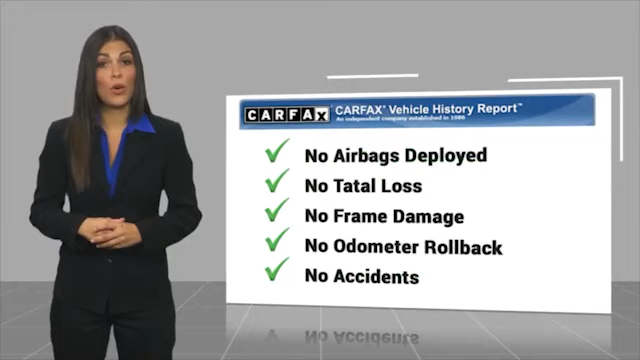 CARFAX CARFAX® Vehicle History Report™
An independent company established in 1986
No Airbags Deployed
No Tatal Loss
No Frame Damage
No Odometer Rollback
No Accidents